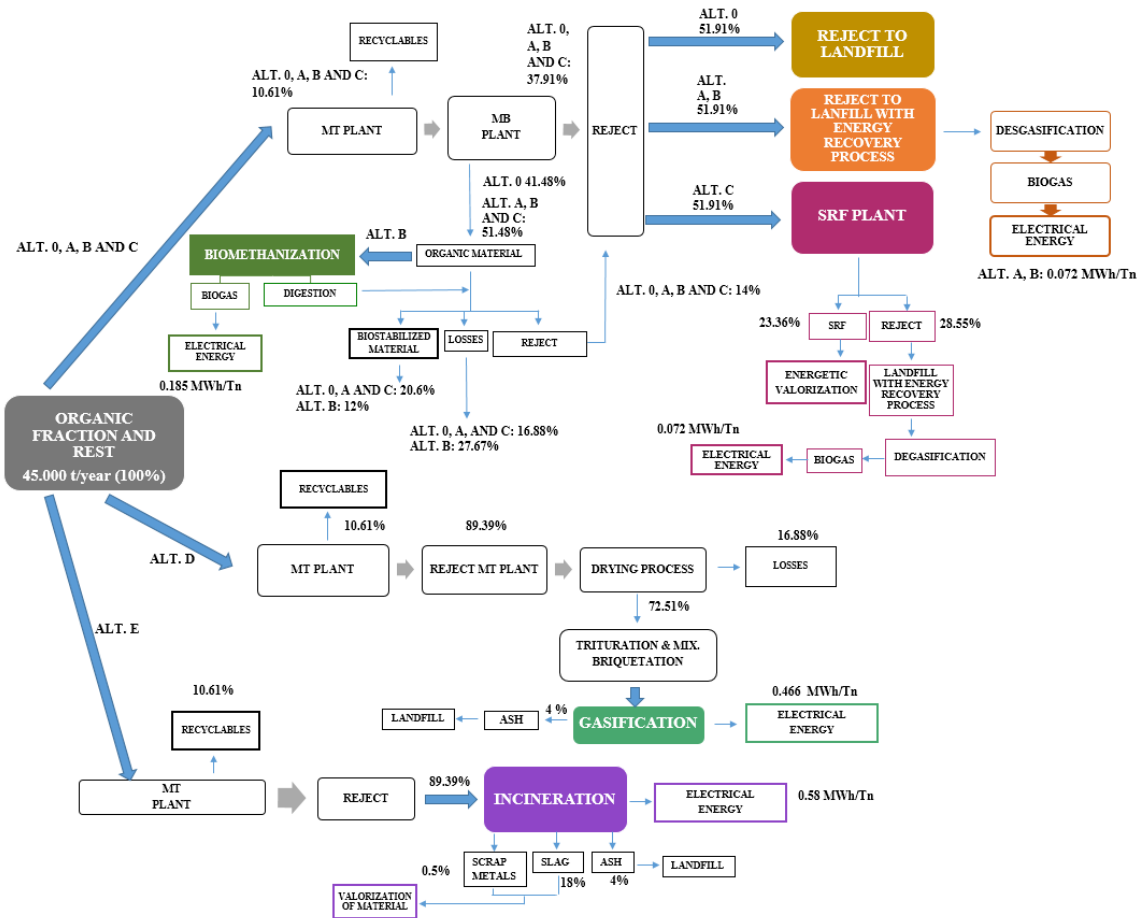 ALT. 0
51.91%
REJECT TO
LANDFILL
RECYCLABLES
ALT. 0,
A, B
AND C:
37.91%
ALT. 0, A, B AND C:
10.61%
MT PLANT
MB
PLANT
REJECT
ALT.
A, B
51.91%
REJECT TO
LANFILL WITH
ENERGY
RECOVERY
PROCESS
DESGASIFICATION
BIOGAS
ELECTRICAL
ENERGY
ALT. A, B: 0.072 MWh/Tn
ALT. C
51.91%
SRF PLANT
ALT. 0 41.48%
ALT. A, B
AND C:
51.48%
ALT. 0, A, B AND C
ALT. B
BIOMETHANIZATION
ORGANIC MATERIAL
BIOGAS
DIGESTION
ALT. 0, A, B AND C: 14%
ELECTRICAL
ENERGY
0.185 MWh/Tn
BIOSTABILIZED
MATERIAL
LOSSES
REJECT
ALT. 0, A AND C: 20.6%
ALT. B: 12%
ALT. 0, A, AND C: 16.88%
ALT. B: 27.67%
23.36%
SRF
REJECT
28.55%
ENERGETIC
VALORIZATION
LANDFILL
WITH ENERGY
RECOVERY
PROCESS
0.072 MWh/Tn
ELECTRICAL
ENERGY
BIOGAS
DEGASIFICATION
ORGANIC
FRACTION AND
REST
45.000 t/year (100%)
RECYCLABLES
10.61%
89.39%
16.88%
ALT. D
MT PLANT
REJECT MT PLANT
DRYING PROCESS
LOSSES
72.51%
TRITURATION & MIX.
BRIQUETATION
ALT. E
10.61%
RECYCLABLES
LANDFILL
ASH
4 %
GASIFICATION
0.466 MWh/Tn
ELECTRICAL
ENERGY
MT
PLANT
REJECT
89.39%
INCINERATION
ELECTRICAL
ENERGY
0.58 MWh/Tn
0.5%
SCRAP
METALS
SLAG
18%
ASH
4%
LANDFILL
VALORIZATION
OF MATERIAL